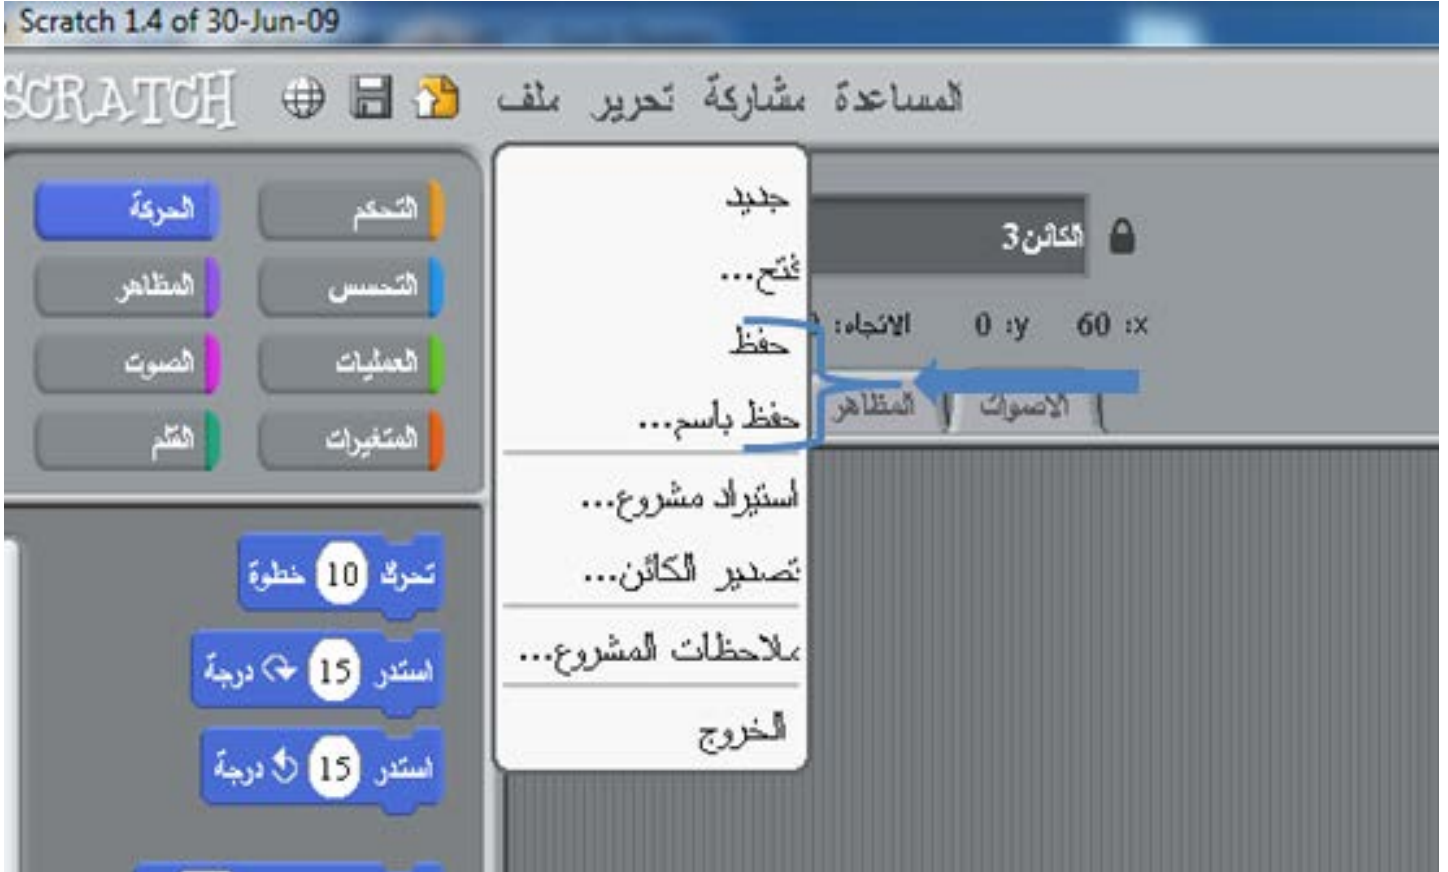 Scratch 1.4 of 30-Jun-09
SCRATCH ملف تحرير مشاركة المساعدة
الحركة التحكم
المظاهر التحسس
الصوت العمليات
القلم المتغيرات
تحرك 10 خطوة
استدر 15 درجة
استدر 15 درجة
جديد
فتح...
حفظ
حفظ باسم...
استيراد مشروع...
تصدير الكائن...
ملاحظات المشروع...
الخروج
الكائن3
x: 60 y: 0 الاتجاه:
المظاهر الاصوات